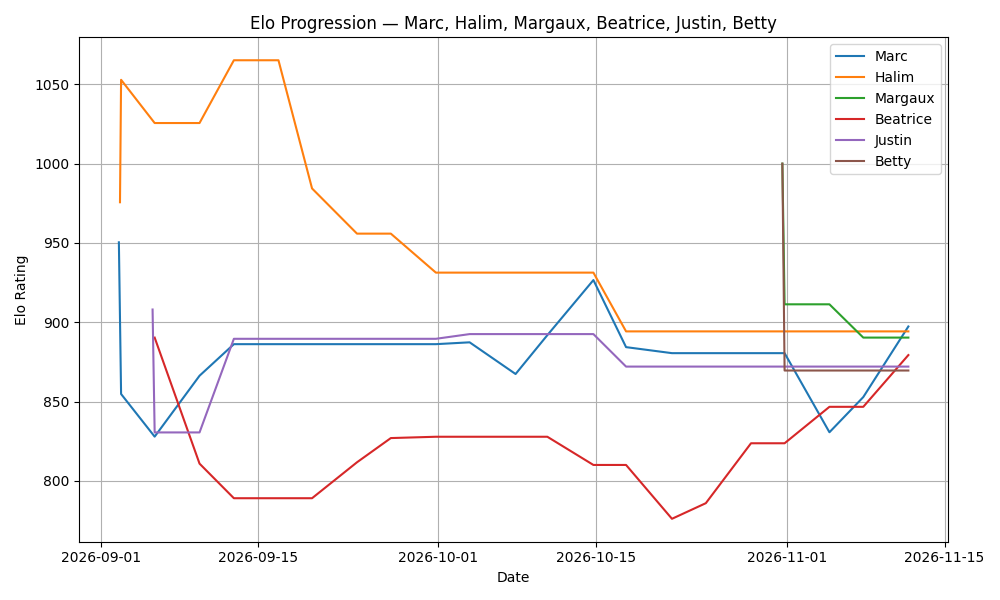 Elo Progression — Marc, Halim, Margaux, Beatrice, Justin, Betty
Elo Rating
1050
1000
950
900
850
800
Marc
Halim
Margaux
Beatrice
Justin
Betty
2026-09-01
2026-09-15
2026-10-01
2026-10-15
2026-11-01
2026-11-15
Date